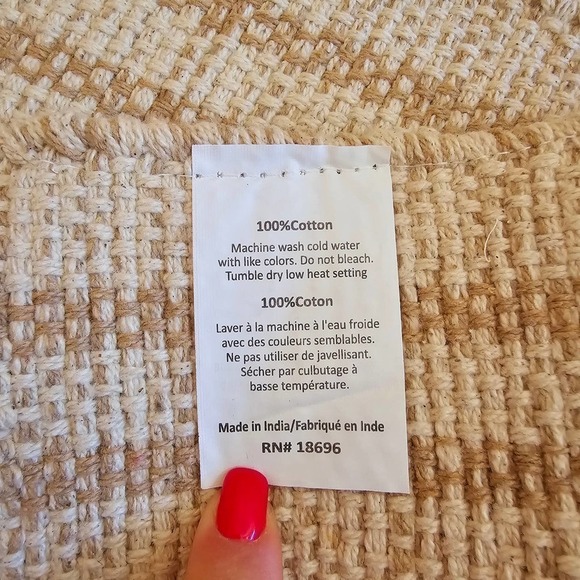 100%Cotton
Machine wash cold water
with like colors. Do not bleach.
Tumble dry low heat setting
100%Coton
Laver à la machine à l'eau froide
avec des couleurs semblables.
Ne pas utiliser de javellisant.
Sécher par culbutage à
basse température.
Made in India/Fabriqué en Inde
RN# 18696